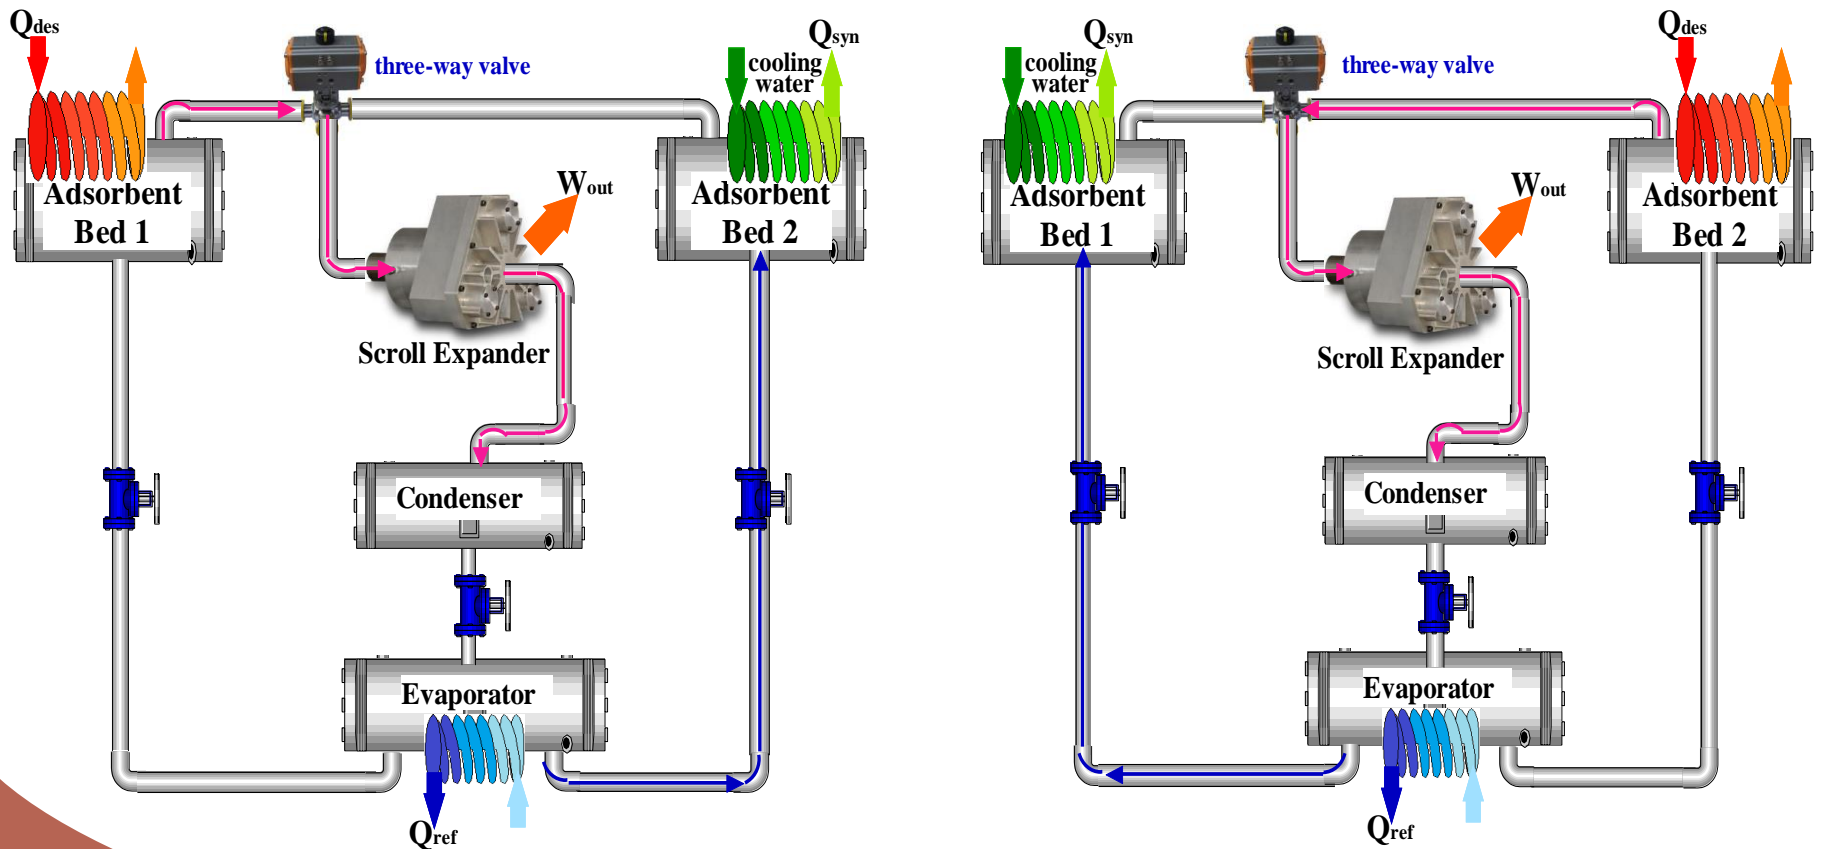 Qdes
three-way valve
cooling
water
Qsyn
Adsorbent
Bed 1
Wout
Adsorbent
Bed 2
Scroll Expander
Condenser
Evaporator
Qref
cooling
water
Qsyn
three-way valve
Qdes
Adsorbent
Bed 1
Wout
Adsorbent
Bed 2
Scroll Expander
Condenser
Evaporator
Qref